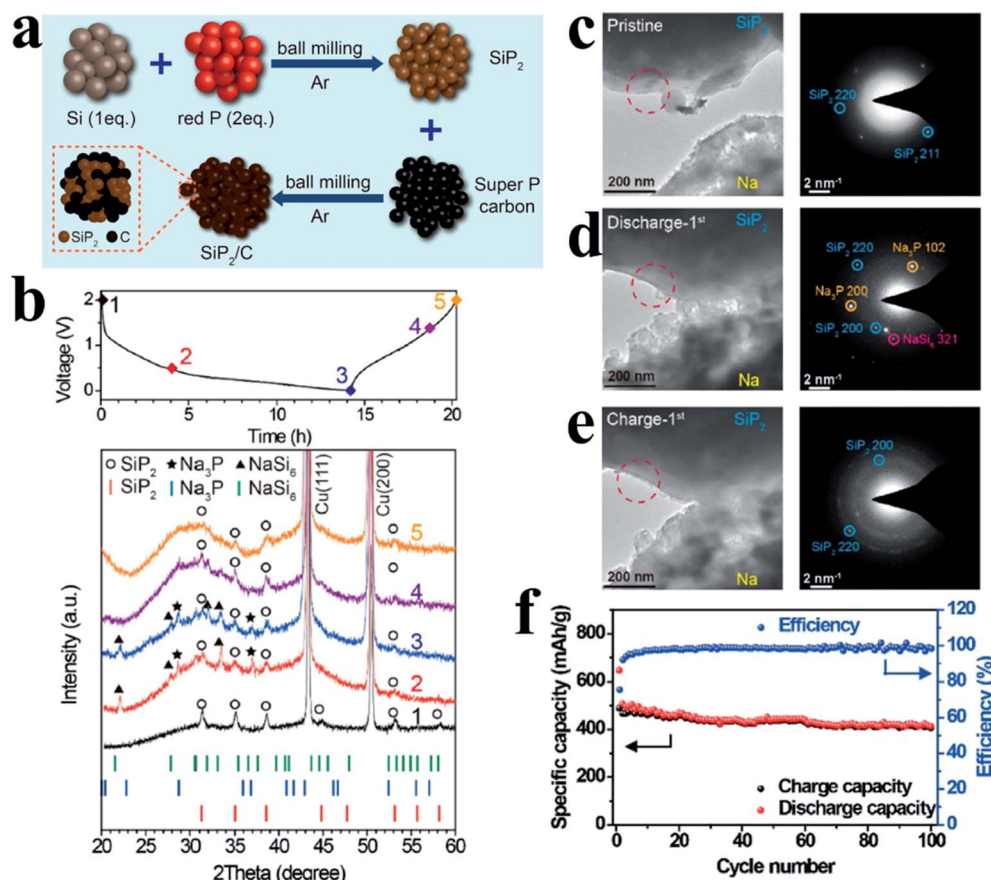 a
Si (1eq.)
+
red P (2eq.)
ball milling
Ar
SiP2
+
Super P
carbon
ball milling
Ar
SiP2/C
SiP2 C
b
Voltage (V)
2
1
0
1
2
3
4
5
0 5 10 15 20
Time (h)
SiP2 Na3P NaSi6
SiP2 Na3P NaSi6
Cu(111)
Cu(200)
5
4
3
2
1
Intensity (a.u.)
20 25 30 35 40 45 50 55 60
2Theta (degree)
c
Pristine
SiP2
Na
200 nm
SiP2 220
SiP2 211
2 nm-1
d
Discharge-1st
SiP2
Na
200 nm
SiP2 220
Na3P 102
Na3P 200
SiP2 200
NaSi6 321
2 nm-1
e
Charge-1st
SiP2
Na
200 nm
SiP2 200
SiP2 220
2 nm-1
f
Specific capacity (mAh/g)
800
600
400
200
0
Efficiency
Charge capacity
Discharge capacity
120
100
80
60
40
20
0
Efficiency (%)
0 20 40 60 80 100
Cycle number